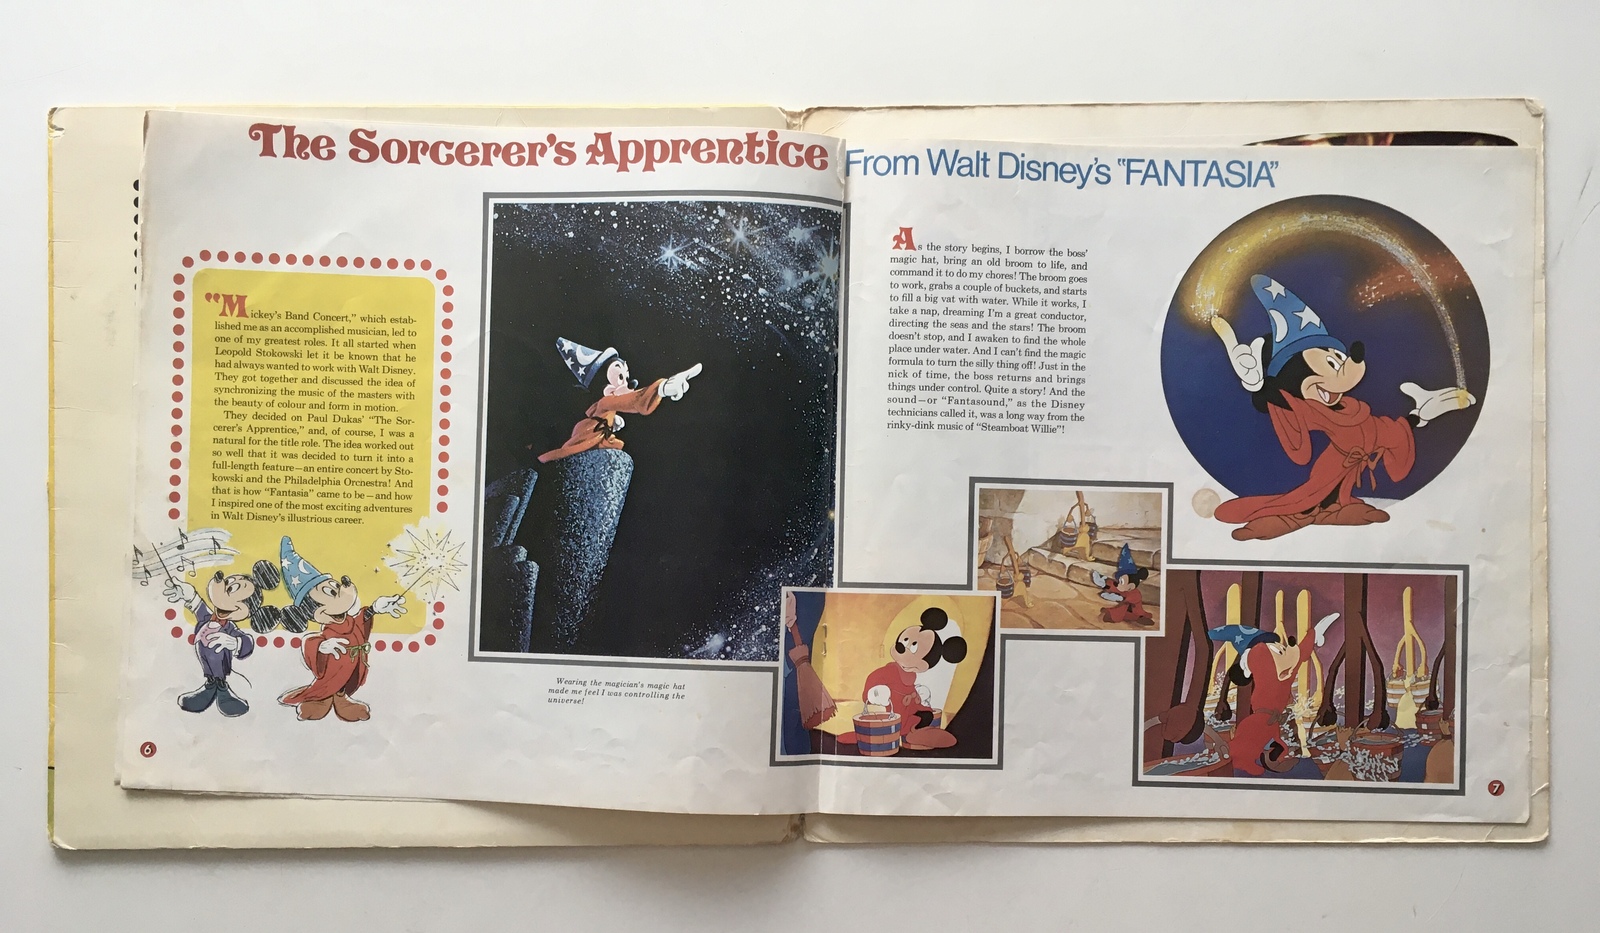 The Sorcerer's Apprentice From Walt Disney's "FANTASIA"
"Mickey's Band Concert," which estab-
lished me as an accomplished musician, led to
one of my greatest roles. It all started when
Leopold Stokowski let it be known that he
had always wanted to work with Walt Disney.
They got together and discussed the idea of
synchronizing the music of the masters with
the beauty of colour and form in motion.
They decided on Paul Dukas' "The Sor-
cerer's Apprentice," and, of course, I was a
natural for the title role. The idea worked out
so well that it was decided to turn it into a
full-length feature—an entire concert by Sto-
kowski and the Philadelphia Orchestra! And
that is how "Fantasia" came to be—and how
I inspired one of the most exciting adventures
in Walt Disney's illustrious career.
Wearing the magician's magic hat
made me feel I was controlling the
universe!
6
As the story begins, I borrow the boss'
magic hat, bring an old broom to life, and
command it to do my chores! The broom goes
to work, grabs a couple of buckets, and starts
to fill a big vat with water. While it works, I
take a nap, dreaming I'm a great conductor,
directing the seas and the stars! The broom
doesn't stop, and I awaken to find the whole
place under water. And I can't find the magic
formula to turn the silly thing off! Just in the
nick of time, the boss returns and brings
things under control. Quite a story! And the
sound—or "Fantasound," as the Disney
technicians called it, was a long way from the
rinky-dink music of "Steamboat Willie"!
7